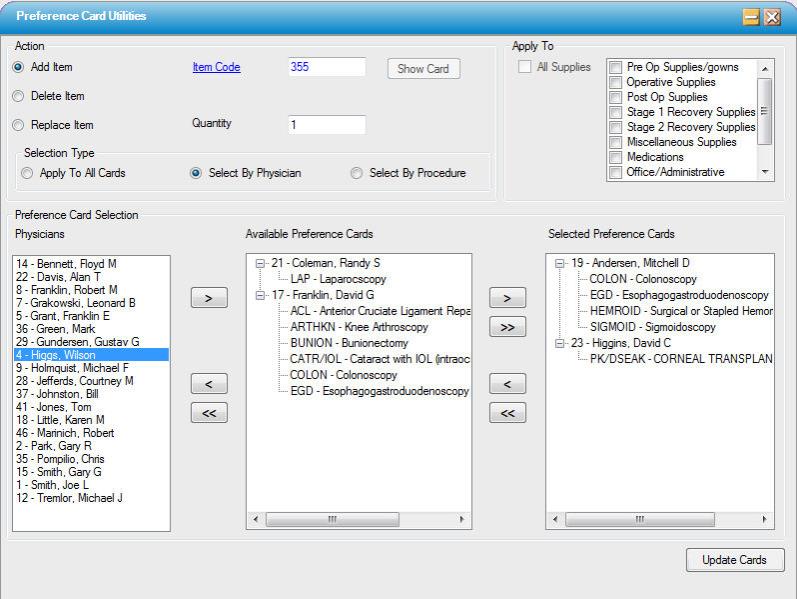 Preference Card Utilities
Action
Add Item
Item Code
355
Show Card
Delete Item
Replace Item
Quantity
1
Selection Type
Apply To All Cards
Select By Physician
Select By Procedure
Apply To
All Supplies
Pre Op Supplies/gowns
Operative Supplies
Post Op Supplies
Stage 1 Recovery Supplies
Stage 2 Recovery Supplies
Miscellaneous Supplies
Medications
Office/Administrative
Preference Card Selection
Physicians
14 - Bennett, Floyd M
22 - Davis, Alan T
8 - Franklin, Robert M
7 - Grakowski, Leonard B
5 - Grant, Franklin E
36 - Green, Mark
29 - Gundersen, Gustav G
4 - Higgs, Wilson
9 - Holmquist, Michael F
28 - Jefferds, Courtney M
37 - Johnston, Bill
41 - Jones, Tom
18 - Little, Karen M
46 - Marinich, Robert
2 - Park, Gary R
35 - Pompilio, Chris
15 - Smith, Gary G
1 - Smith, Joe L
12 - Tremlor, Michael J
>
<
<<
Available Preference Cards
21 - Coleman, Randy S
LAP - Laparocscopy
17 - Franklin, David G
ACL - Anterior Cruciate Ligament Repa
ARTHKN - Knee Arthroscopy
BUNION - Bunionectomy
CATR/IOL - Cataract with IOL (intraoc
COLON - Colonoscopy
EGD - Esophagogastroduodenoscopy
>
>>
<
<<
Selected Preference Cards
19 - Andersen, Mitchell D
COLON - Colonoscopy
EGD - Esophagogastroduodenoscopy
HEMROID - Surgical or Stapled Hemor
SIGMOID - Sigmoidoscopy
23 - Higgins, David C
PK/DSEAK - CORNEAL TRANSPLAN
Update Cards